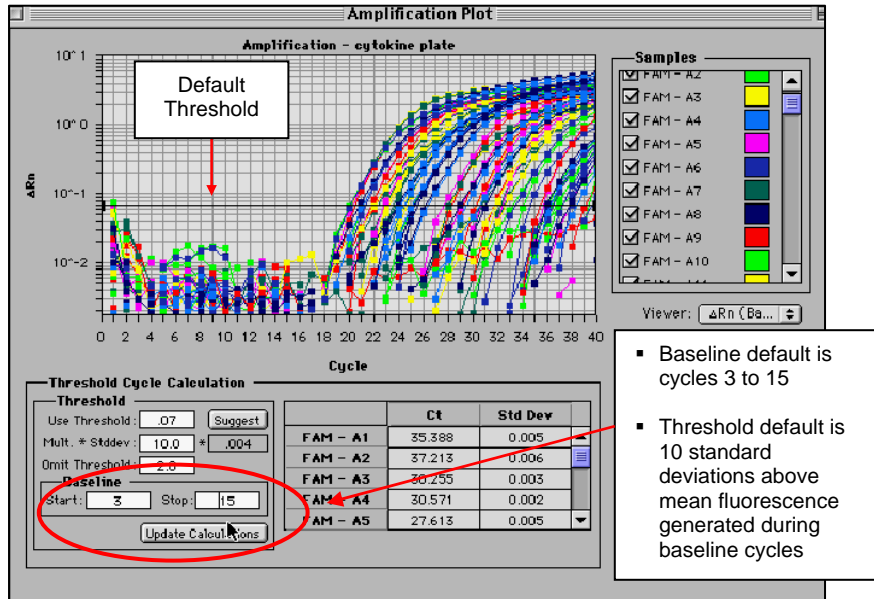 Amplification Plot
Amplification - cytokine plate
Default
Threshold
10^ 1
10^ 0
10^-1
10^-2
ΔRn
0 2 4 6 8 10 12 14 16 18 20 22 24 26 28 30 32 34 36 38 40
Cycle
Samples
FAM - A2
FAM - A3
FAM - A4
FAM - A5
FAM - A6
FAM - A7
FAM - A8
FAM - A9
FAM - A10
Viewer: ΔRn (Ba...
Threshold Cycle Calculation
Threshold
Use Threshold: .07 Suggest
Mult. * Stddev: 10.0 * .004
Omit Threshold: 2.0
Baseline
Start: 3 Stop: 15
Update Calculations
Ct Std Dev
FAM - A1 35.388 0.005
FAM - A2 37.213 0.006
FAM - A3 30.255 0.003
FAM - A4 30.571 0.002
FAM - A5 27.613 0.005
▪ Baseline default is
cycles 3 to 15
▪ Threshold default is
10 standard
deviations above
mean fluorescence
generated during
baseline cycles